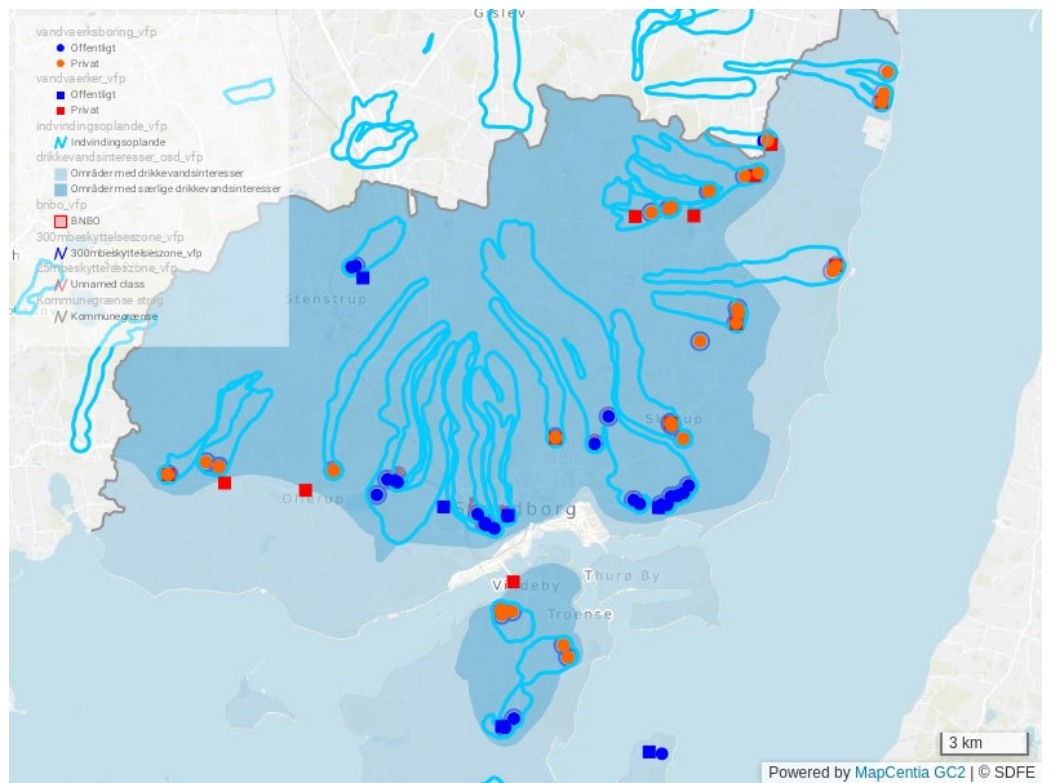 Gislev
vandvaerksboring_vfp
Offentligt
Privat
vandvaerker_vfp
Offentligt
Privat
indvindingsoplande_vfp
Indvindingsoplande
drikkevandsinteresser_osd_vfp
Områder med drikkevandsinteresser
Områder med særlige drikkevandsinteresser
bnbo_vfp
BNBO
300mbeskyttelseszone_vfp
300mbeskyttelseszone_vfp
25mbeskyttelseszone_vfp
Unnamed class
Kommunegrænse streg
Kommunegrænse
Stenstrup
Skårup
Ollerup
Svendborg
Vindeby
Thurø By
Troense
3 km
Powered by MapCentia GC2 | © SDFE